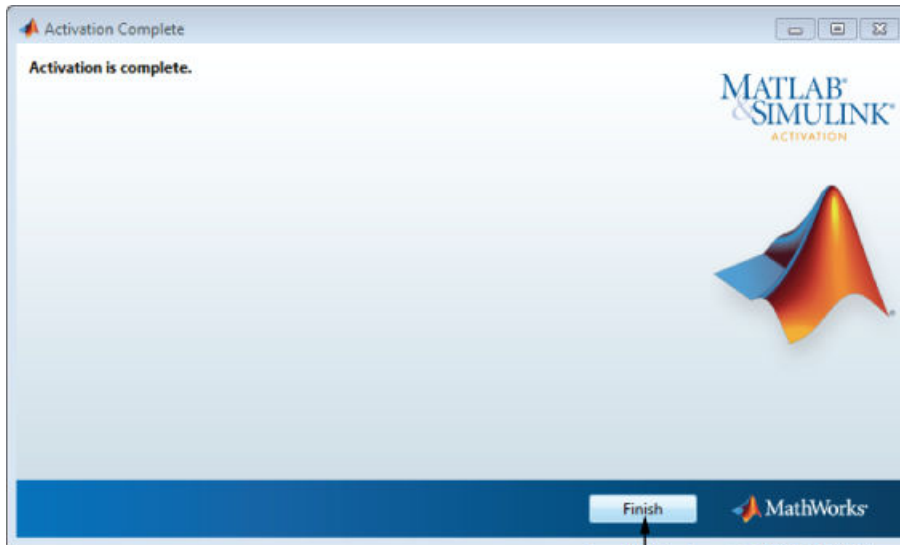 Activation Complete
Activation is complete.
MATLAB®
&SIMULINK®
ACTIVATION
®
Finish
MathWorks®